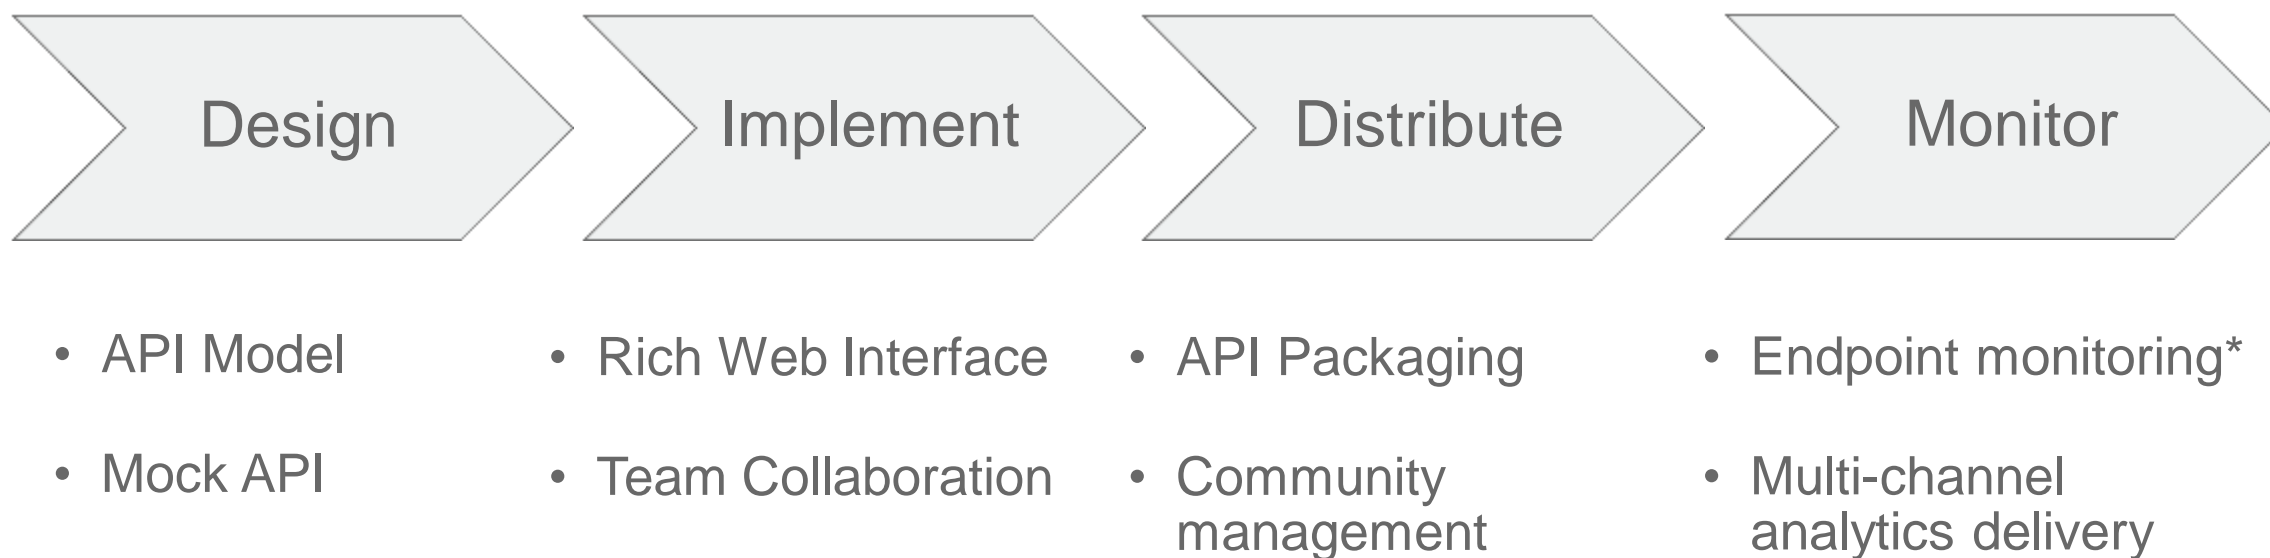 Design
Implement
Distribute
Monitor
• API Model
• Mock API
• Rich Web Interface
• Team Collaboration
• API Packaging
• Community
management
• Endpoint monitoring*
• Multi-channel
analytics delivery